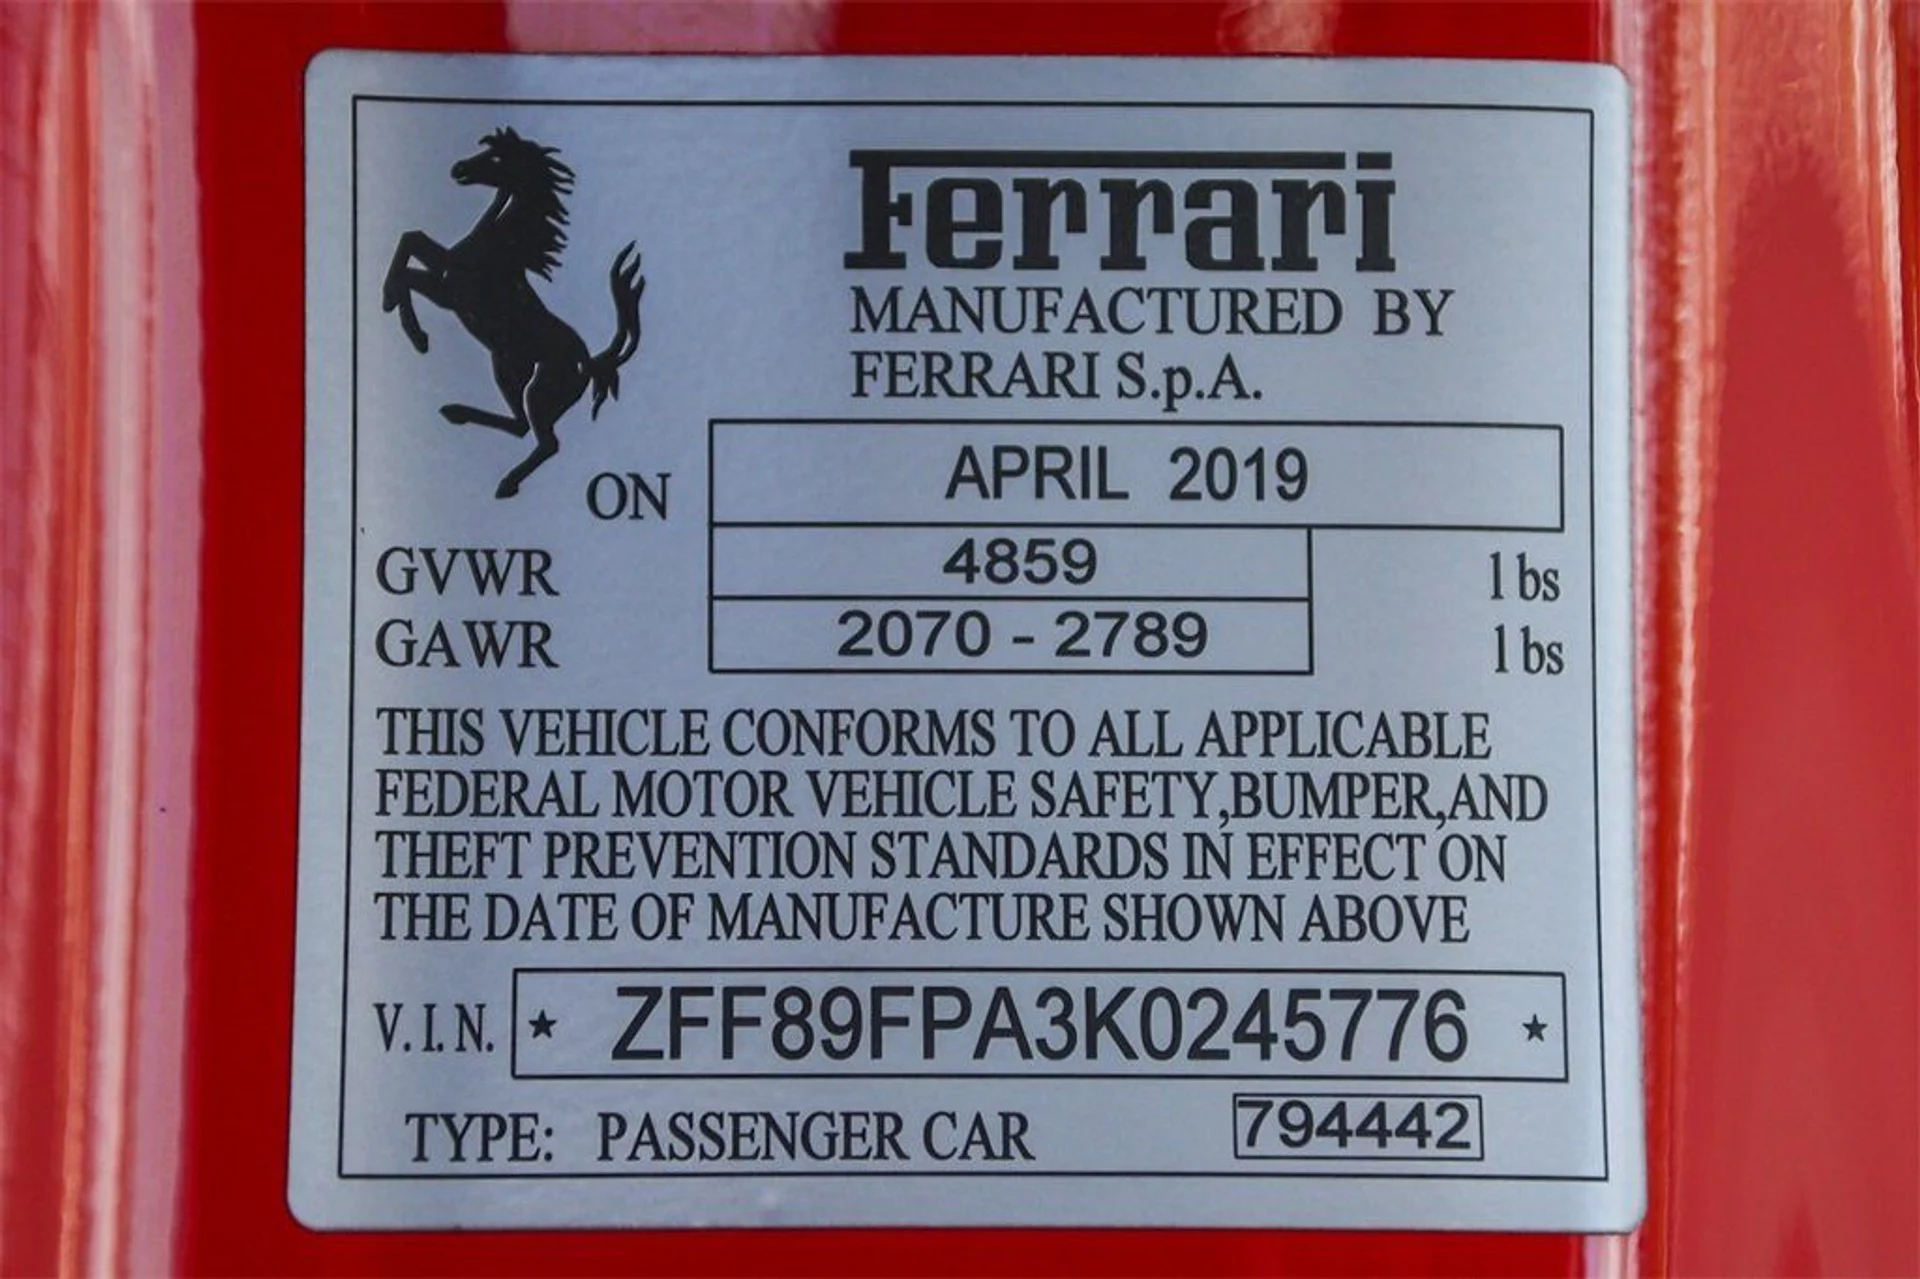 Ferrari
MANUFACTURED BY
FERRARI S.p.A.
ON APRIL 2019
GVWR 4859 lbs
GAWR 2070 - 2789 lbs
THIS VEHICLE CONFORMS TO ALL APPLICABLE
FEDERAL MOTOR VEHICLE SAFETY,BUMPER,AND
THEFT PREVENTION STANDARDS IN EFFECT ON
THE DATE OF MANUFACTURE SHOWN ABOVE
V.I.N. ★ ZFF89FPA3K0245776 ★
TYPE: PASSENGER CAR 794442